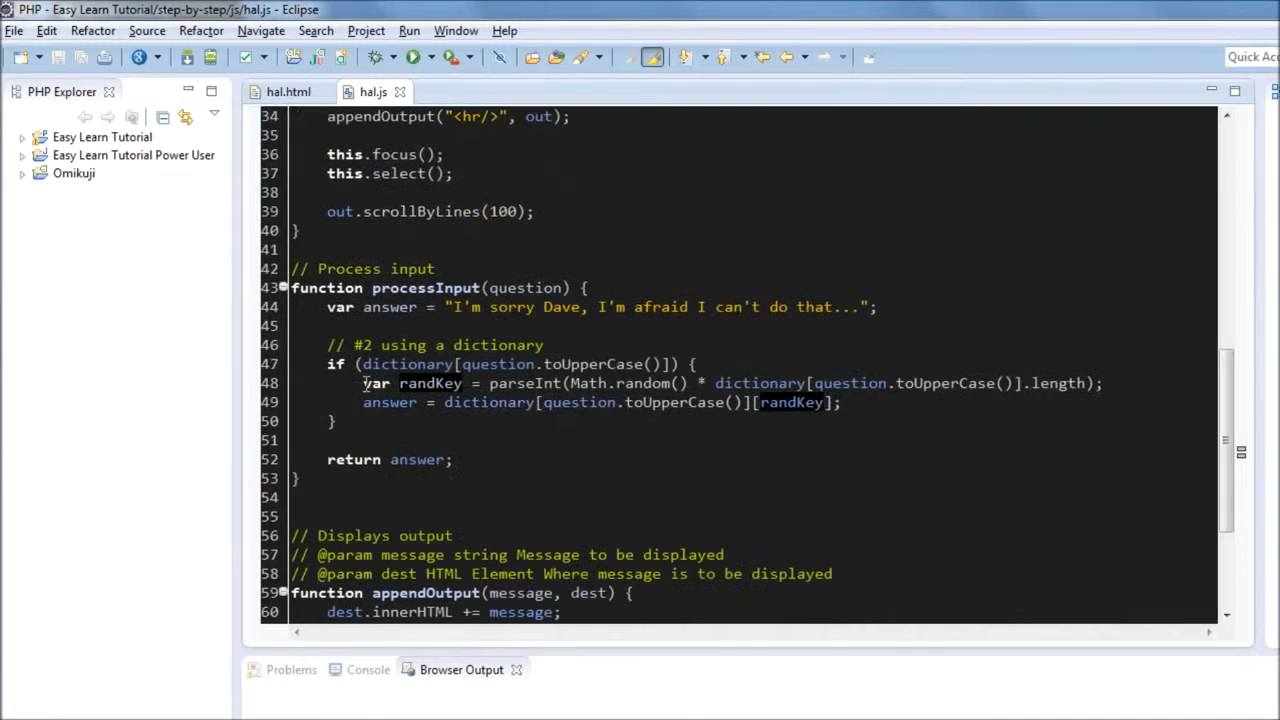 PHP - Easy Learn Tutorial/step-by-step/js/hal.js - Eclipse
File Edit Refactor Source Refactor Navigate Search Project Run Window Help
Quick Acc
PHP Explorer
hal.html
hal.js
Easy Learn Tutorial
Easy Learn Tutorial Power User
Omikuji
34 appendOutput("<hr/>", out);
35
36 this.focus();
37 this.select();
38
39 out.scrollByLines(100);
40 }
41
42 // Process input
43 function processInput(question) {
44 var answer = "I'm sorry Dave, I'm afraid I can't do that...";
45
46 // #2 using a dictionary
47 if (dictionary[question.toUpperCase()]) {
48 var randKey = parseInt(Math.random() * dictionary[question.toUpperCase()].length);
49 answer = dictionary[question.toUpperCase()][randKey];
50 }
51
52 return answer;
53 }
54
55
56 // Displays output
57 // @param message string Message to be displayed
58 // @param dest HTML Element Where message is to be displayed
59 function appendOutput(message, dest) {
60 dest.innerHTML += message;
Problems Console Browser Output